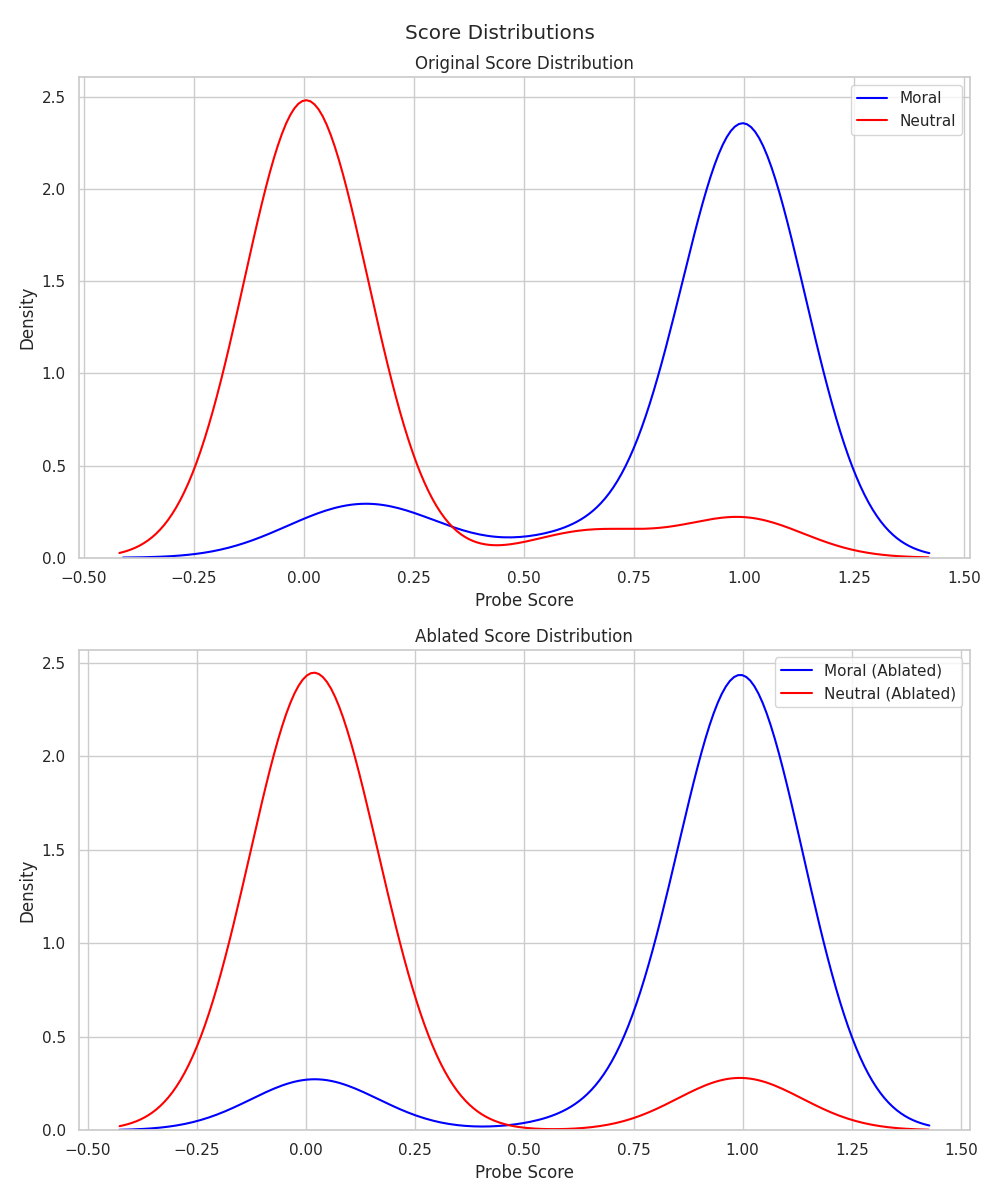 Score Distributions
Original Score Distribution
Moral
Neutral
Density
2.5
2.0
1.5
1.0
0.5
0.0
−0.50 −0.25 0.00 0.25 0.50 0.75 1.00 1.25 1.50
Probe Score
Ablated Score Distribution
Moral (Ablated)
Neutral (Ablated)
Density
2.5
2.0
1.5
1.0
0.5
0.0
−0.50 −0.25 0.00 0.25 0.50 0.75 1.00 1.25 1.50
Probe Score